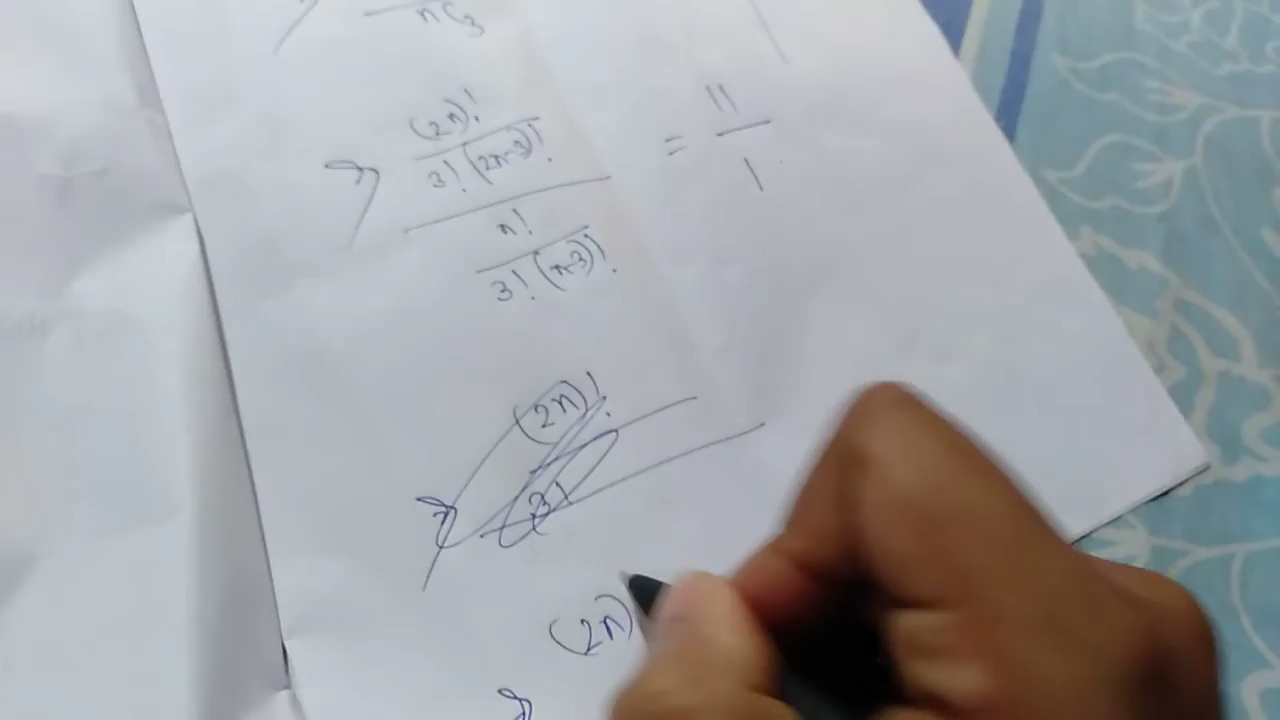 nC3
(2n)!
3!(2n-3)! = 11
n! 1
3!(n-3)!
(2n)!
3!
(2n)